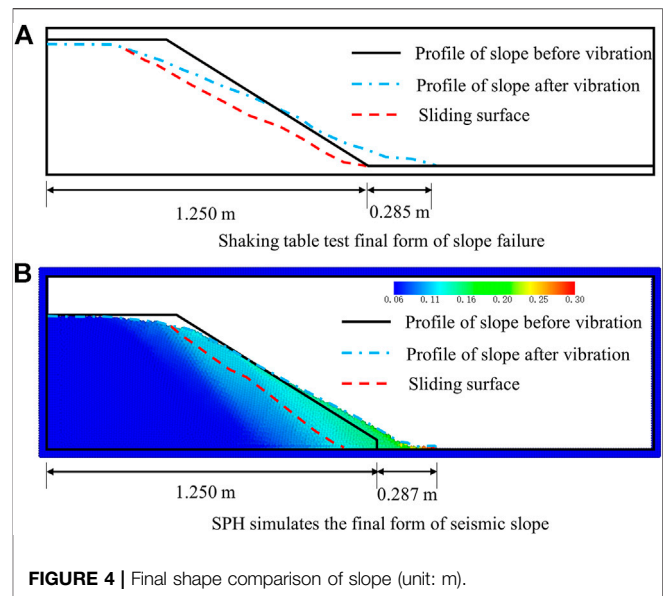 A
Profile of slope before vibration
Profile of slope after vibration
Sliding surface
1.250 m
0.285 m
Shaking table test final form of slope failure
B
0.06 0.11 0.16 0.20 0.25 0.30
Profile of slope before vibration
Profile of slope after vibration
Sliding surface
1.250 m
0.287 m
SPH simulates the final form of seismic slope
FIGURE 4 | Final shape comparison of slope (unit: m).